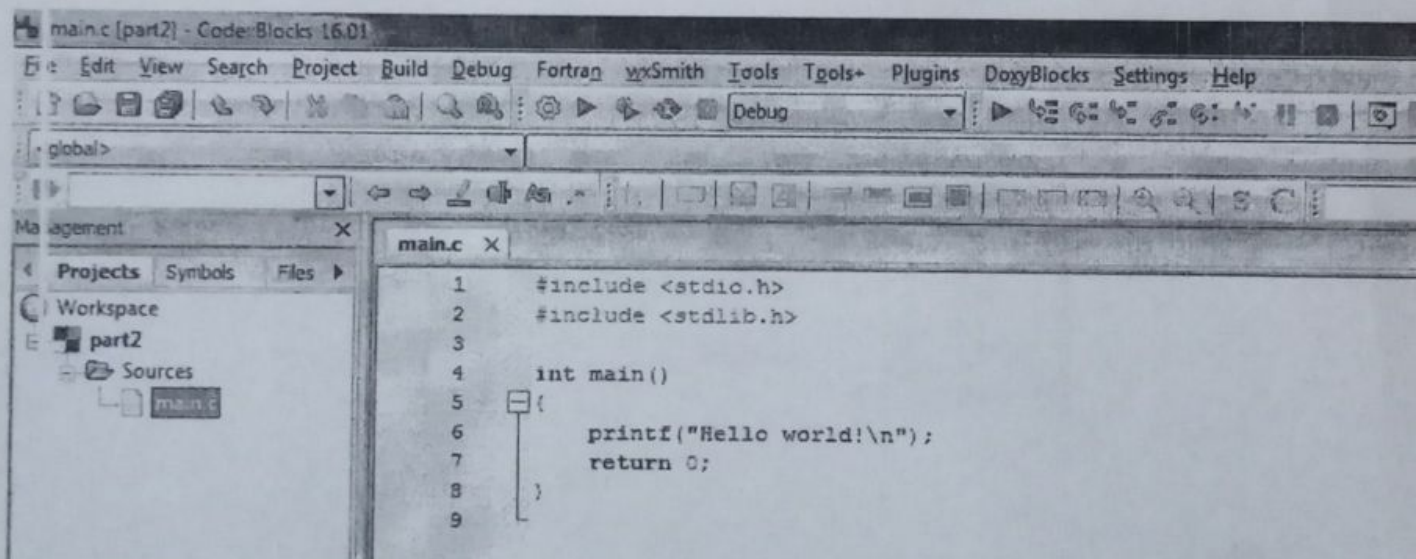 main.c [part2] - Code::Blocks 16.01
Edit View Search Project Build Debug Fortran wxSmith Tools Tools+ Plugins DoxyBlocks Settings Help
Debug
global>
Management
Projects Symbols Files
main.c
Workspace
part2
Sources
main.c
1 #include <stdio.h>
2 #include <stdlib.h>
3
4 int main()
5 {
6 printf("Hello world!\n");
7 return 0;
8 }
9